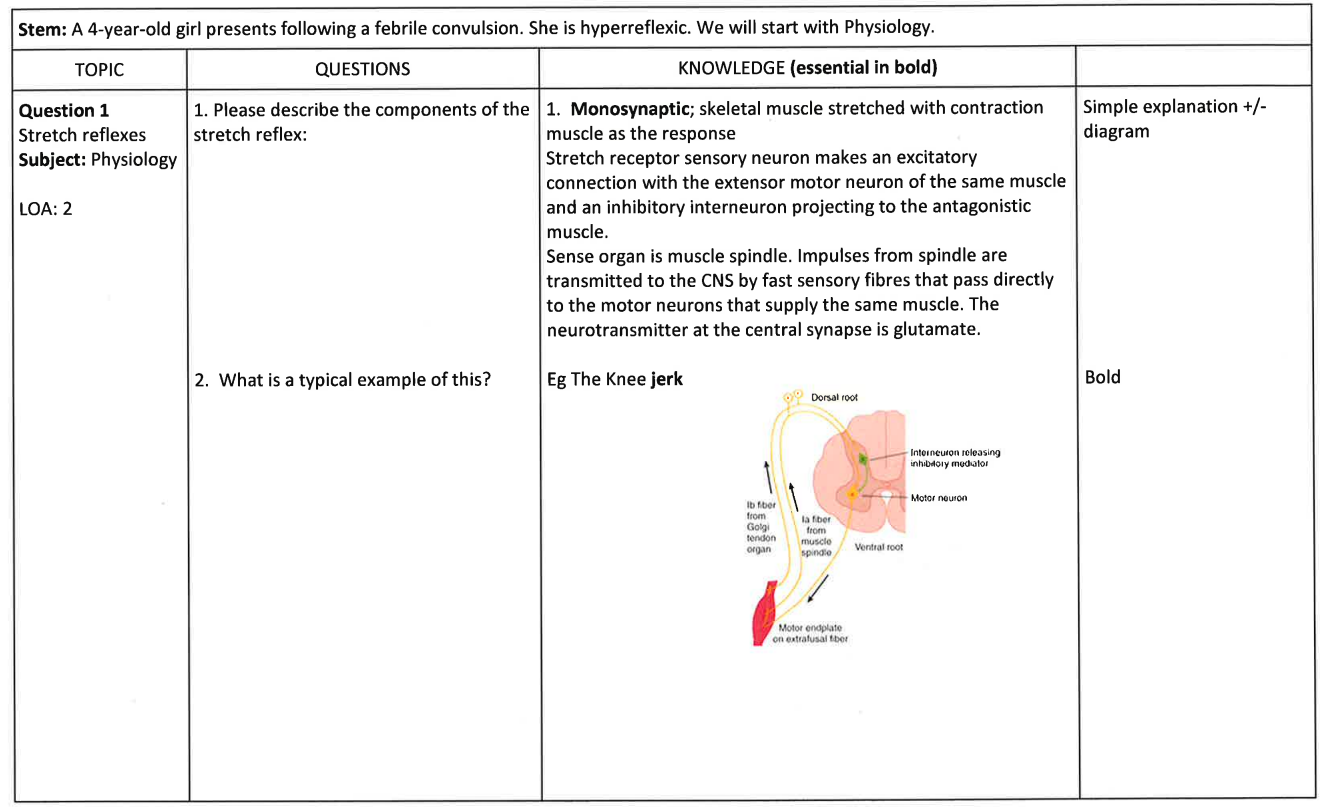 Stem: A 4-year-old girl presents following a febrile convulsion. She is hyperreflexic. We will start with Physiology.
TOPIC
QUESTIONS
KNOWLEDGE (essential in bold)
Question 1
Stretch reflexes
Subject: Physiology
LOA: 2
1. Please describe the components of the
stretch reflex:
1. Monosynaptic; skeletal muscle stretched with contraction
muscle as the response
Stretch receptor sensory neuron makes an excitatory
connection with the extensor motor neuron of the same muscle
and an inhibitory interneuron projecting to the antagonistic
muscle.
Sense organ is muscle spindle. Impulses from spindle are
transmitted to the CNS by fast sensory fibres that pass directly
to the motor neurons that supply the same muscle. The
neurotransmitter at the central synapse is glutamate.
Simple explanation +/-
diagram
2. What is a typical example of this?
Eg The Knee jerk
Bold
Dorsal root
Interneuron releasing
inhibitory mediator
Motor neuron
Ib fiber
from
Golgi
tendon
organ
Ia fiber
from
muscle
spindle
Ventral root
Motor endplate
on extrafusal fiber